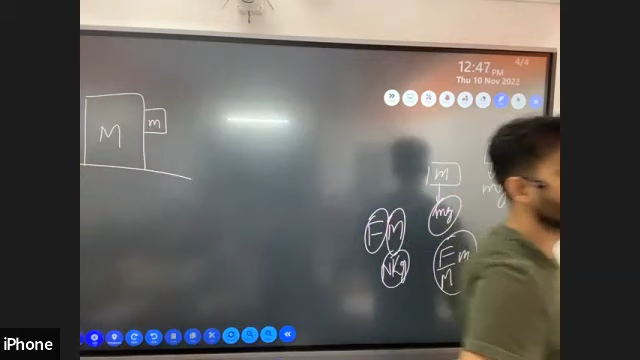 12:47 PM
4/4
Thu 10 Nov 2022
M
m
m
mg
mg
F M
NKg
F/M m
iPhone